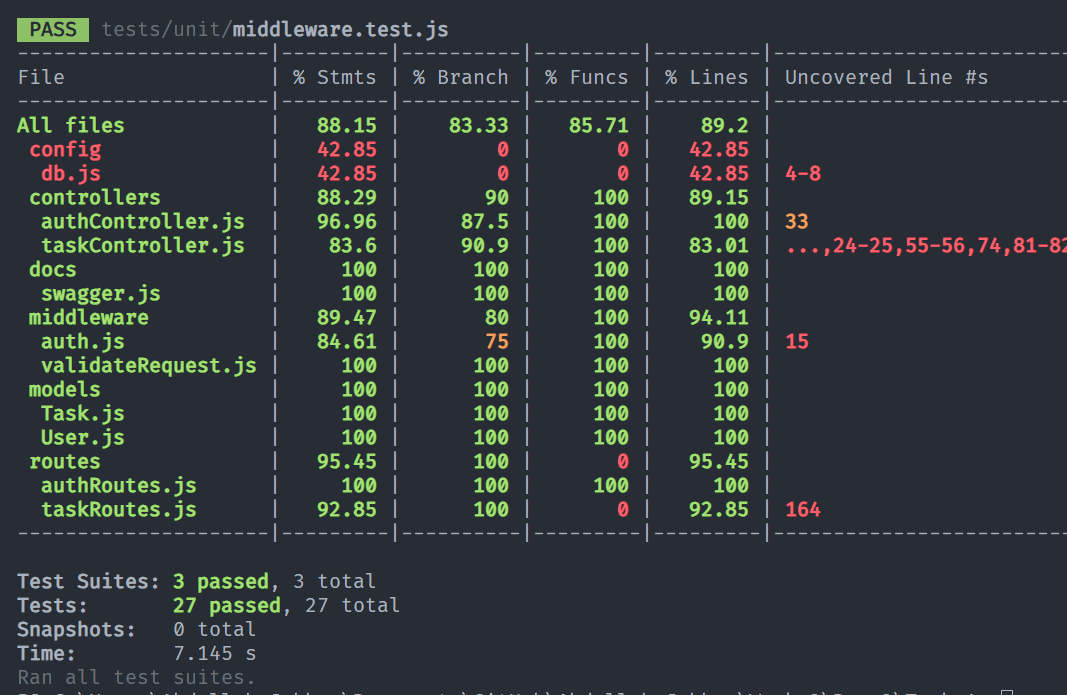 PASS tests/unit/middleware.test.js
-----------------------|---------|----------|---------|---------|-------------------------
File | % Stmts | % Branch | % Funcs | % Lines | Uncovered Line #s
-----------------------|---------|----------|---------|---------|-------------------------
All files | 88.15 | 83.33 | 85.71 | 89.2 |
config | 42.85 | 0 | 0 | 42.85 |
db.js | 42.85 | 0 | 0 | 42.85 | 4-8
controllers | 88.29 | 90 | 100 | 89.15 |
authController.js | 96.96 | 87.5 | 100 | 100 | 33
taskController.js | 83.6 | 90.9 | 100 | 83.01 | ...,24-25,55-56,74,81-82
docs | 100 | 100 | 100 | 100 |
swagger.js | 100 | 100 | 100 | 100 |
middleware | 89.47 | 80 | 100 | 94.11 |
auth.js | 84.61 | 75 | 100 | 90.9 | 15
validateRequest.js | 100 | 100 | 100 | 100 |
models | 100 | 100 | 100 | 100 |
Task.js | 100 | 100 | 100 | 100 |
User.js | 100 | 100 | 100 | 100 |
routes | 95.45 | 100 | 0 | 95.45 |
authRoutes.js | 100 | 100 | 100 | 100 |
taskRoutes.js | 92.85 | 100 | 0 | 92.85 | 164
-----------------------|---------|----------|---------|---------|-------------------------
Test Suites: 3 passed, 3 total
Tests: 27 passed, 27 total
Snapshots: 0 total
Time: 7.145 s
Ran all test suites.